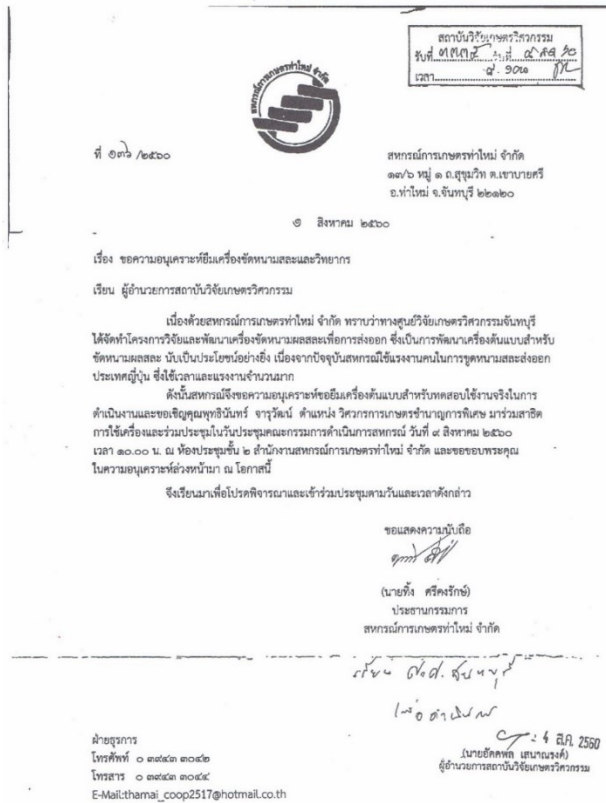 สถาบันวิจัยเกษตรวิศวกรรม
รับที่ วันที่
เวลา
สหกรณ์การเกษตรท่าใหม่ จำกัด
ที่ ๑๓๖ /๒๕๖๐
สหกรณ์การเกษตรท่าใหม่ จำกัด
๑๗/๖ หมู่ ๑ ถ.สุขุมวิท ต.เขาบายศรี
อ.ท่าใหม่ จ.จันทบุรี ๒๒๑๒๐
สิงหาคม ๒๕๖๐
เรื่อง ขอความอนุเคราะห์ยืมเครื่องขัดหนามสละและวิทยากร
เรียน ผู้อำนวยการสถาบันวิจัยเกษตรวิศวกรรม
เนื่องด้วยสหกรณ์การเกษตรท่าใหม่ จำกัด ทราบว่าทางศูนย์วิจัยเกษตรวิศวกรรมจันทบุรี
ได้จัดทำโครงการวิจัยและพัฒนาเครื่องขัดหนามผลสละเพื่อการส่งออก ซึ่งเป็นการพัฒนาเครื่องต้นแบบสำหรับ
ขัดหนามผลสละ นับเป็นประโยชน์อย่างยิ่ง เนื่องจากปัจจุบันสหกรณ์ใช้แรงงานคนในการขูดหนามสละส่งออก
ประเทศญี่ปุ่น ซึ่งใช้เวลาและแรงงานจำนวนมาก
ดังนั้นสหกรณ์จึงขอความอนุเคราะห์ขอยืมเครื่องต้นแบบสำหรับทดสอบใช้งานจริงในการ
ดำเนินงานและขอเชิญคุณพุทธินันทร์ จารุวัฒน์ ตำแหน่ง วิศวกรการเกษตรชำนาญการพิเศษ มาร่วมสาธิต
การใช้เครื่องและร่วมประชุมในวันประชุมคณะกรรมการดำเนินการสหกรณ์ วันที่ ๙ สิงหาคม ๒๕๖๐
เวลา ๑๐.๐๐ น. ณ ห้องประชุมชั้น ๒ สำนักงานสหกรณ์การเกษตรท่าใหม่ จำกัด และขอขอบพระคุณ
ในความอนุเคราะห์ล่วงหน้ามา ณ โอกาสนี้
จึงเรียนมาเพื่อโปรดพิจารณาและเข้าร่วมประชุมตามวันและเวลาดังกล่าว
ขอแสดงความนับถือ
(นายทิ้ง ศรีคงรักษ์)
ประธานกรรมการ
สหกรณ์การเกษตรท่าใหม่ จำกัด
เรียน
เพื่อดำเนินการ
4 ส.ค. 2560
(นายอัคคพล เสนาณรงค์)
ผู้อำนวยการสถาบันวิจัยเกษตรวิศวกรรม
ฝ่ายธุรการ
โทรศัพท์ ๐ ๓๙๔๓ ๓๐๔๒
โทรสาร ๐ ๓๙๔๓ ๓๐๔๔
E-Mail:thamai_coop2517@hotmail.co.th